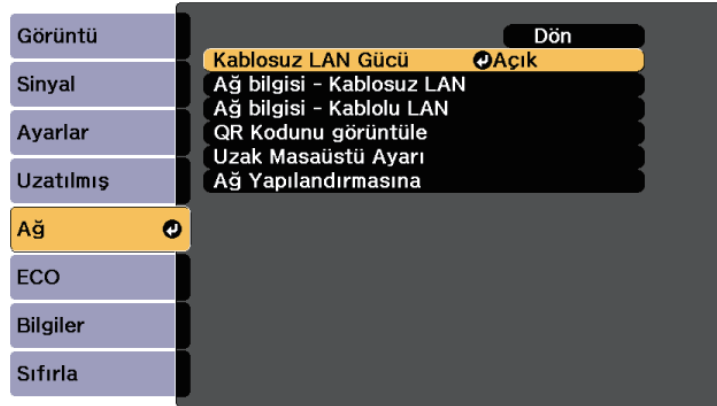 Görüntü
Sinyal
Ayarlar
Uzatılmış
Ağ
ECO
Bilgiler
Sıfırla
Dön
Kablosuz LAN Gücü Açık
Ağ bilgisi - Kablosuz LAN
Ağ bilgisi - Kablolu LAN
QR Kodunu görüntüle
Uzak Masaüstü Ayarı
Ağ Yapılandırmasına